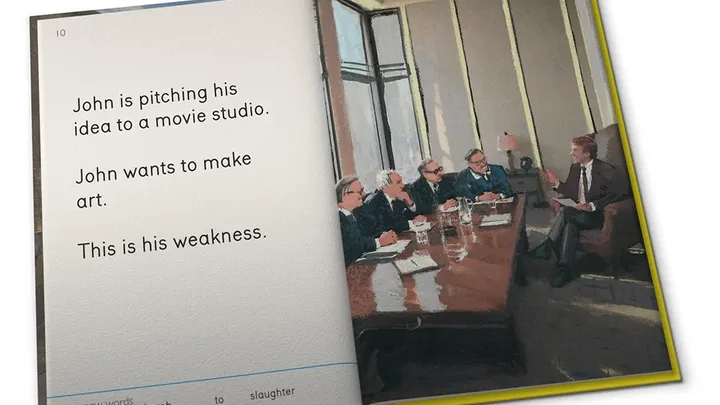 10
John is pitching his
idea to a movie studio.
John wants to make
art.
This is his weakness.
words
to slaughter